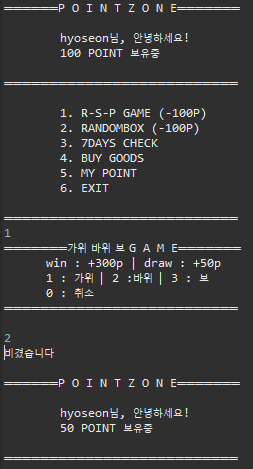 ══════P O I N T Z O N E══════
hyoseon님, 안녕하세요!
100 POINT 보유중
══════════════════════════
1. R-S-P GAME (-100P)
2. RANDOMBOX (-100P)
3. 7DAYS CHECK
4. BUY GOODS
5. MY POINT
6. EXIT
══════════════════════════
1
═══════가위 바위 보 G A M E═══════
win : +300p | draw : +50p
1 : 가위 | 2 :바위 | 3 : 보
0 : 취소
══════════════════════════
2
비겼습니다
══════P O I N T Z O N E══════
hyoseon님, 안녕하세요!
50 POINT 보유중
══════════════════════════